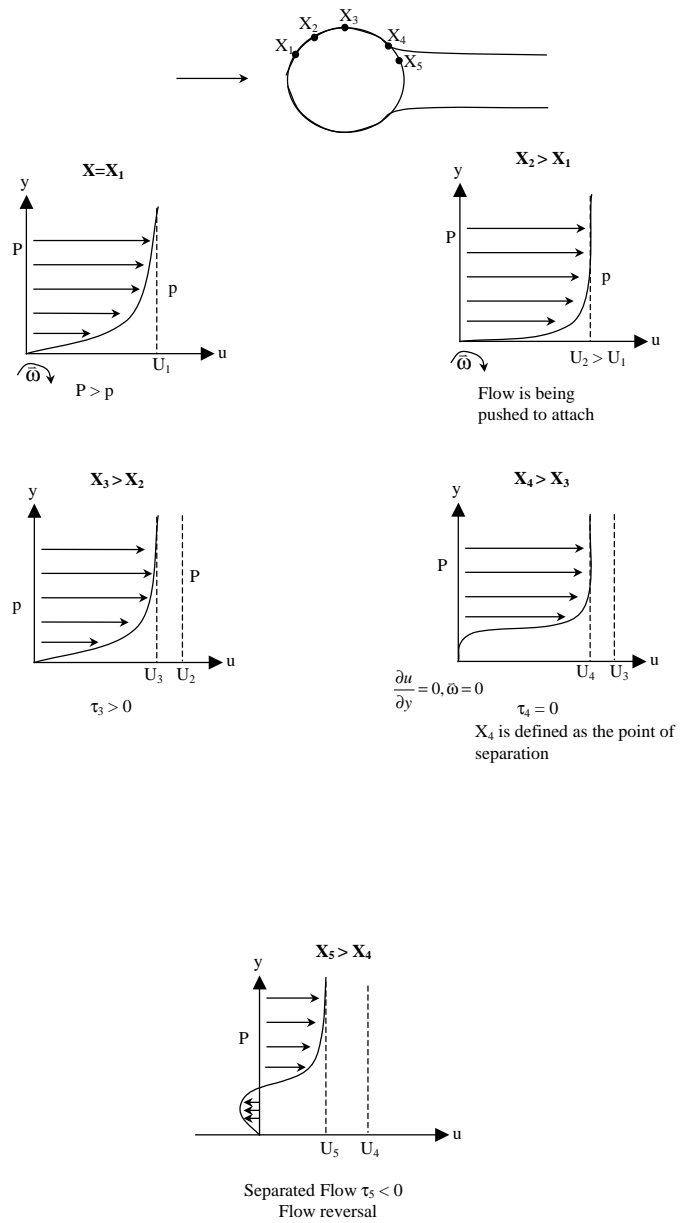 X₃
X₂
X₄
X₁
X₅
X=X₁
y
P
p
u
U₁
ω̄
P > p
X₂ > X₁
y
P
p
u
U₂ > U₁
ω̄
Flow is being
pushed to attach
X₃ > X₂
y
P
p
u
U₃ U₂
τ₃ > 0
X₄ > X₃
y
P
u
U₄ U₃
∂u/∂y = 0, ω̄ = 0
τ₄ = 0
X₄ is defined as the point of
separation
X₅ > X₄
y
P
u
U₅ U₄
Separated Flow τ₅ < 0
Flow reversal